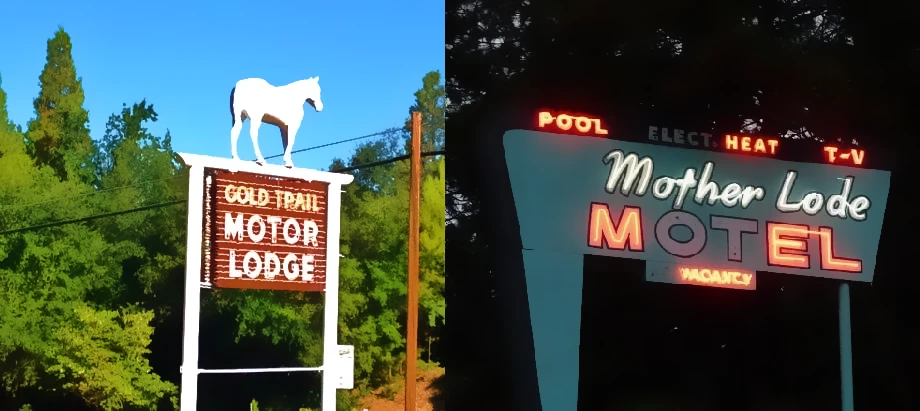 GOLD TRAIL
MOTOR
LODGE
POOL
ELECT. HEAT
T-V
Mother Lode
MOTEL
VACANCY